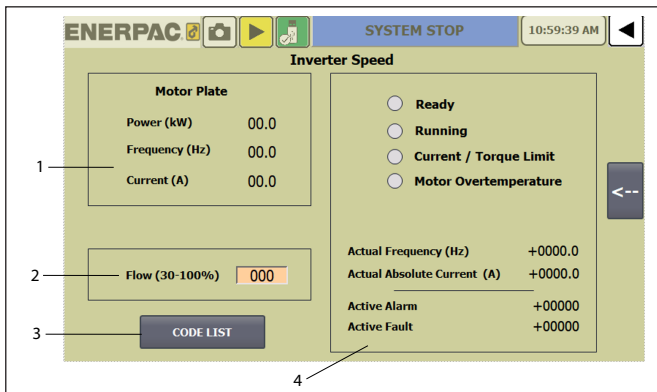 ENERPAC
SYSTEM STOP
10:59:39 AM
Inverter Speed
Motor Plate
Power (kW) 00.0
Frequency (Hz) 00.0
Current (A) 00.0
1
Flow (30-100%) 000
2
CODE LIST
3
Ready
Running
Current / Torque Limit
Motor Overtemperature
Actual Frequency (Hz) +0000.0
Actual Absolute Current (A) +0000.0
Active Alarm +00000
Active Fault +00000
4
<--